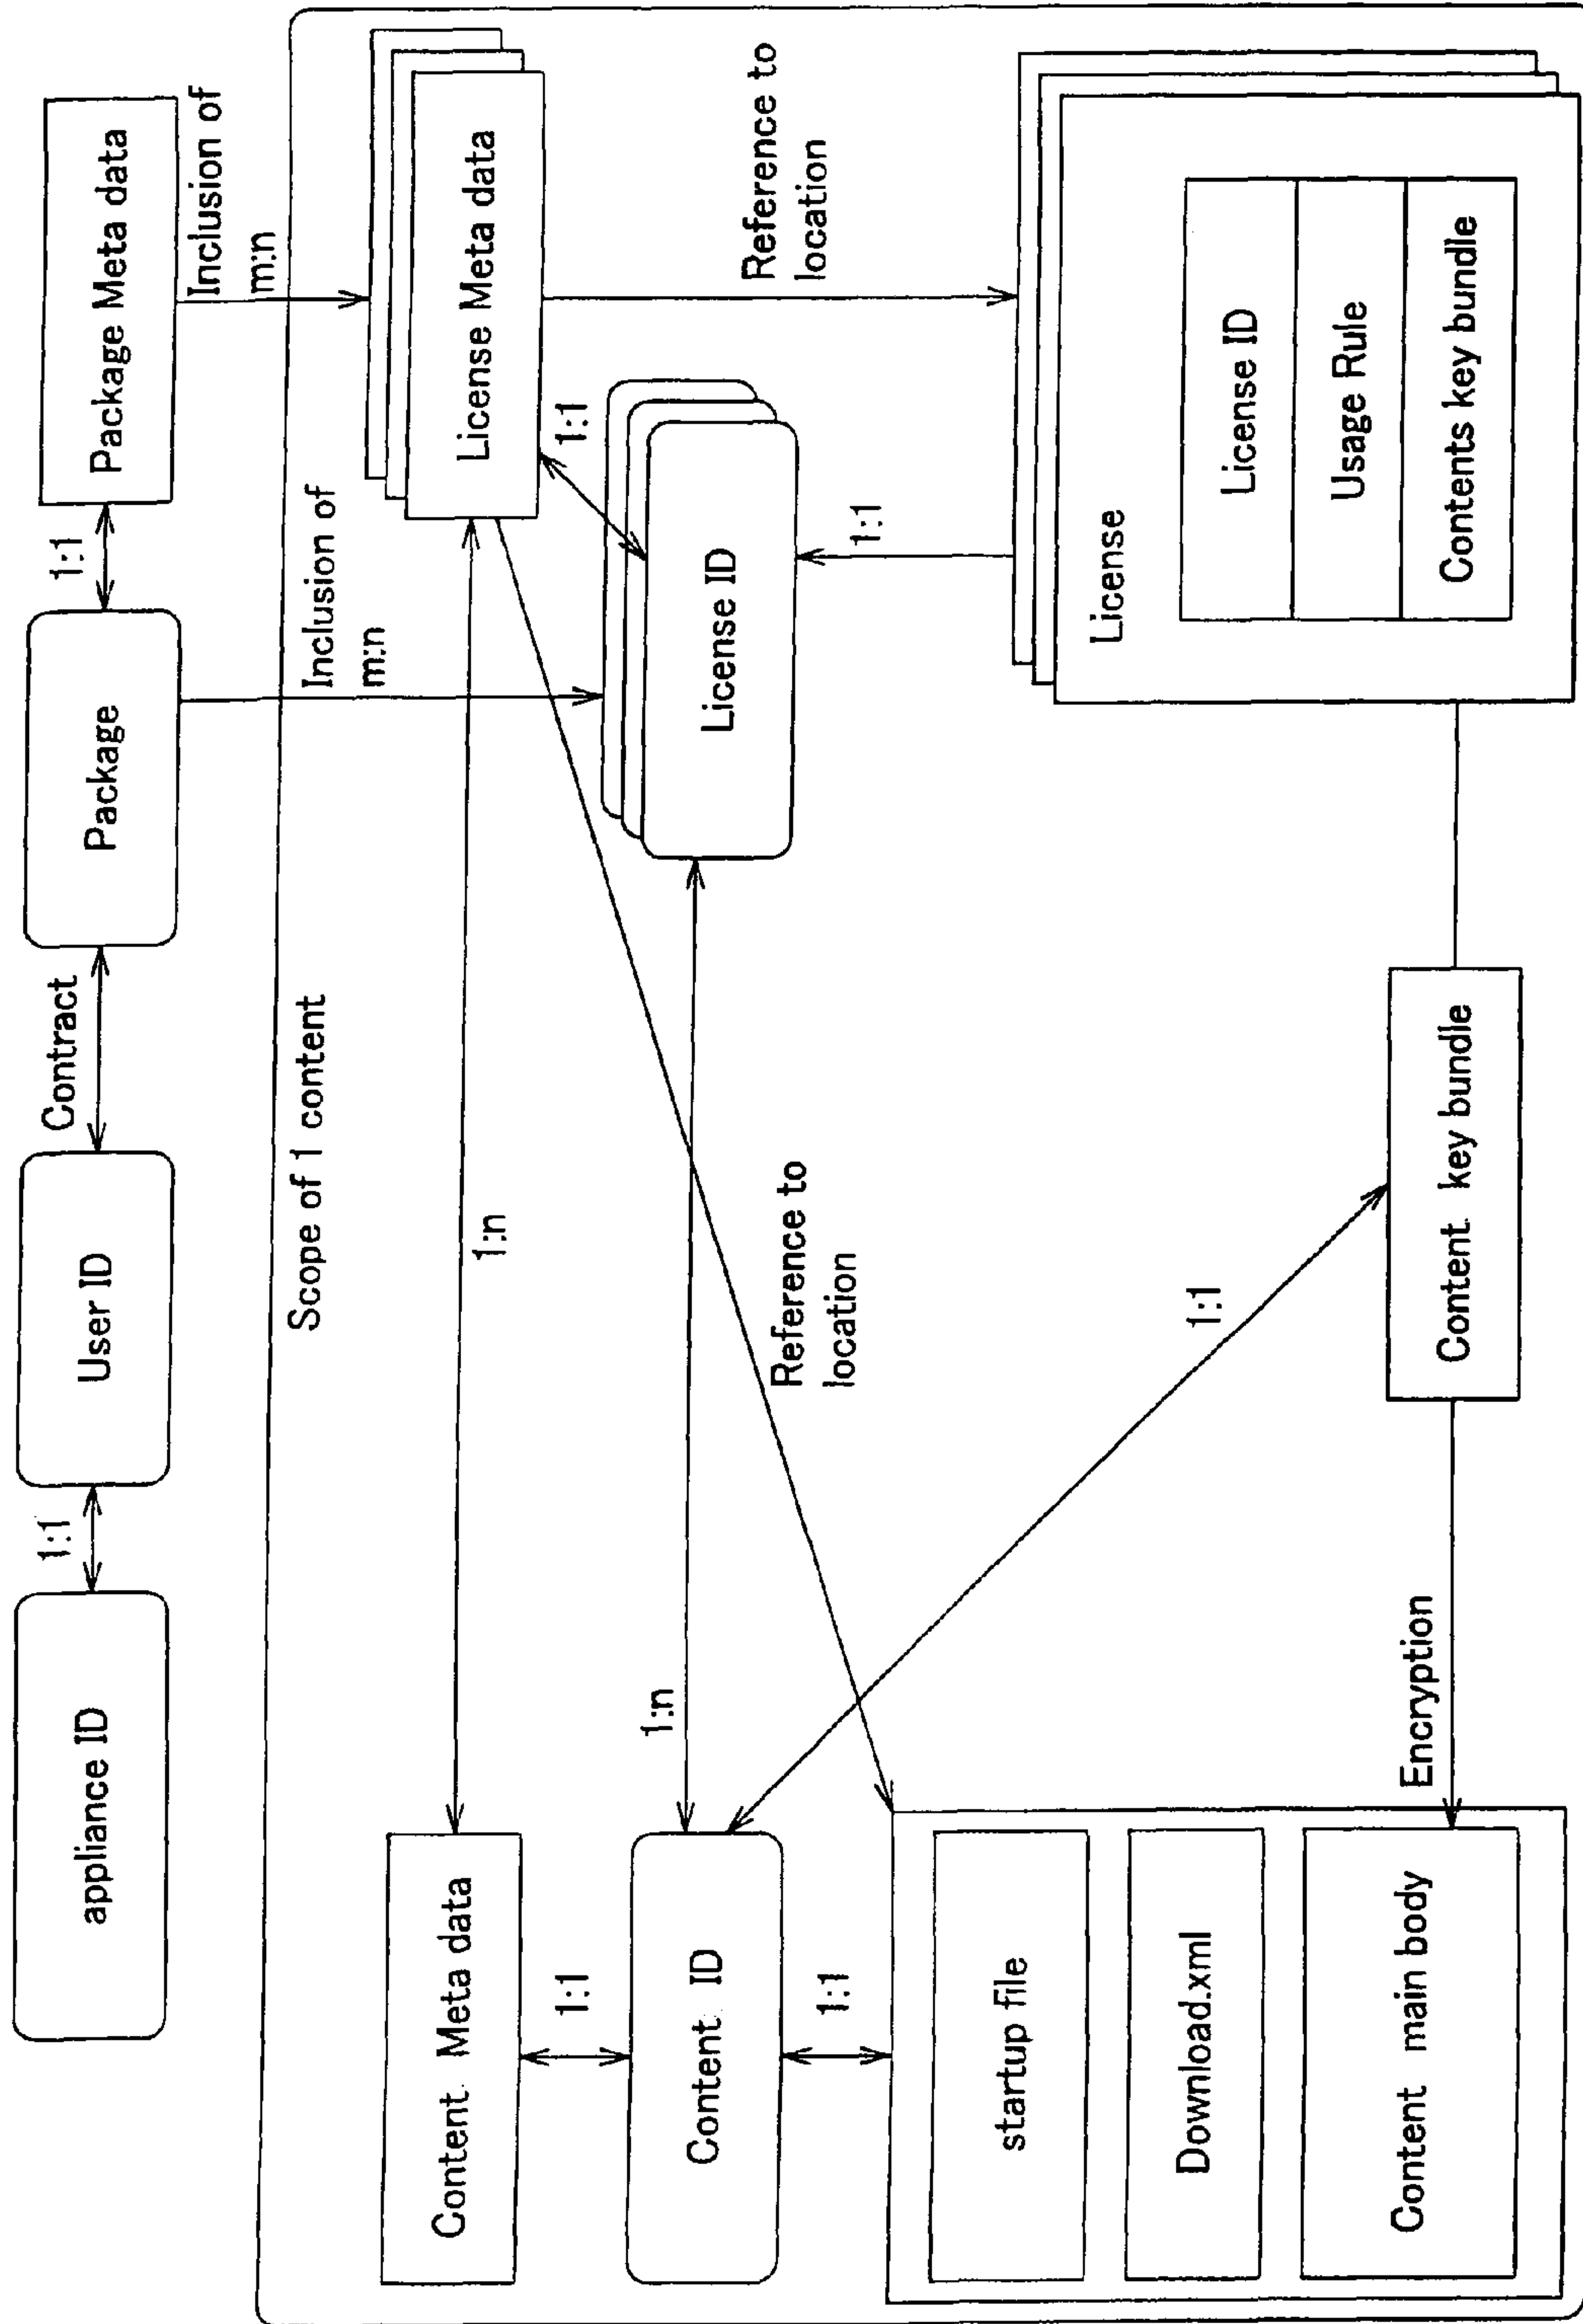 appliance ID
1:1
User ID
Contract
Package
1:1
Package Meta data
Scope of 1 content
Inclusion of
m:n
Inclusion of
m:n
Content Meta data
1:n
License Meta data
1:1
1:1
Content ID
1:n
License ID
Reference to
location
1:1
Reference to
location
1:1
1:1
startup file
Download.xml
Content main body
Encryption
Content key bundle
License
License ID
Usage Rule
Contents key bundle